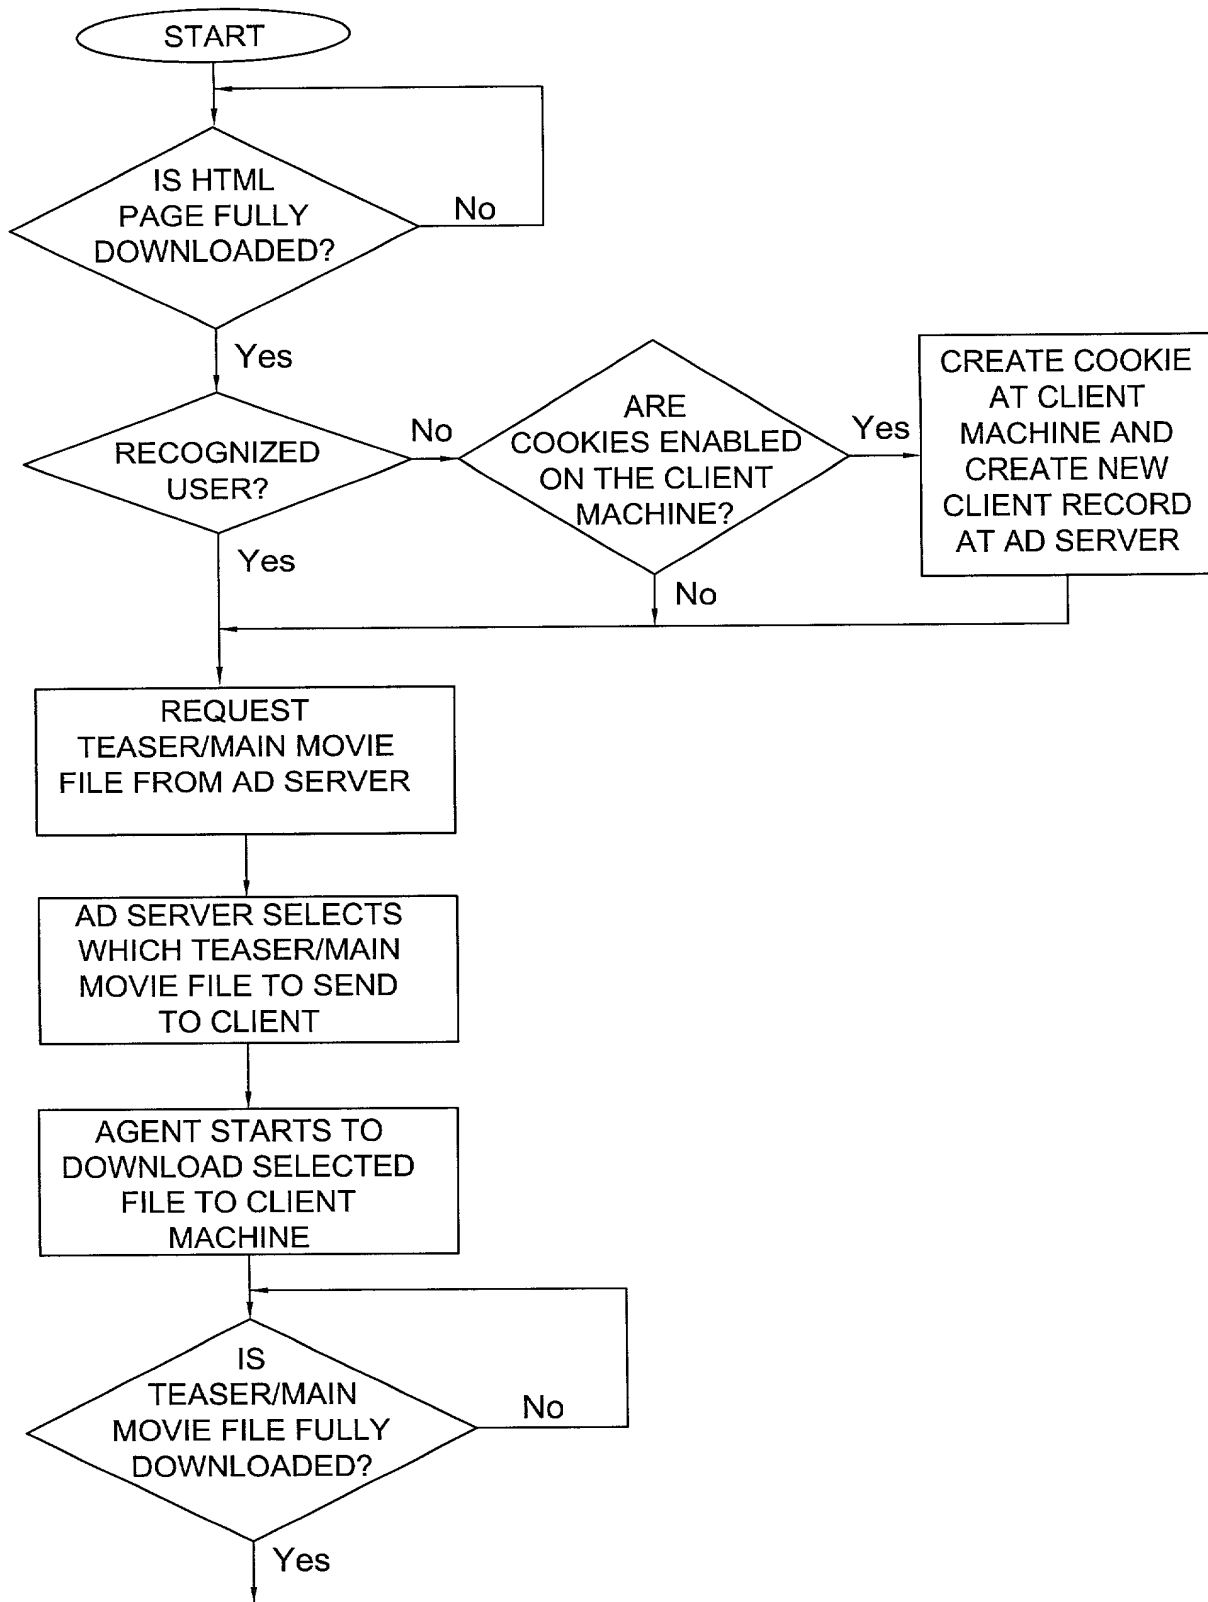 START
IS HTML
PAGE FULLY
DOWNLOADED?
No
Yes
RECOGNIZED
USER?
No
ARE
COOKIES ENABLED
ON THE CLIENT
MACHINE?
Yes
CREATE COOKIE
AT CLIENT
MACHINE AND
CREATE NEW
CLIENT RECORD
AT AD SERVER
Yes
No
REQUEST
TEASER/MAIN MOVIE
FILE FROM AD SERVER
AD SERVER SELECTS
WHICH TEASER/MAIN
MOVIE FILE TO SEND
TO CLIENT
AGENT STARTS TO
DOWNLOAD SELECTED
FILE TO CLIENT
MACHINE
IS
TEASER/MAIN
MOVIE FILE FULLY
DOWNLOADED?
No
Yes